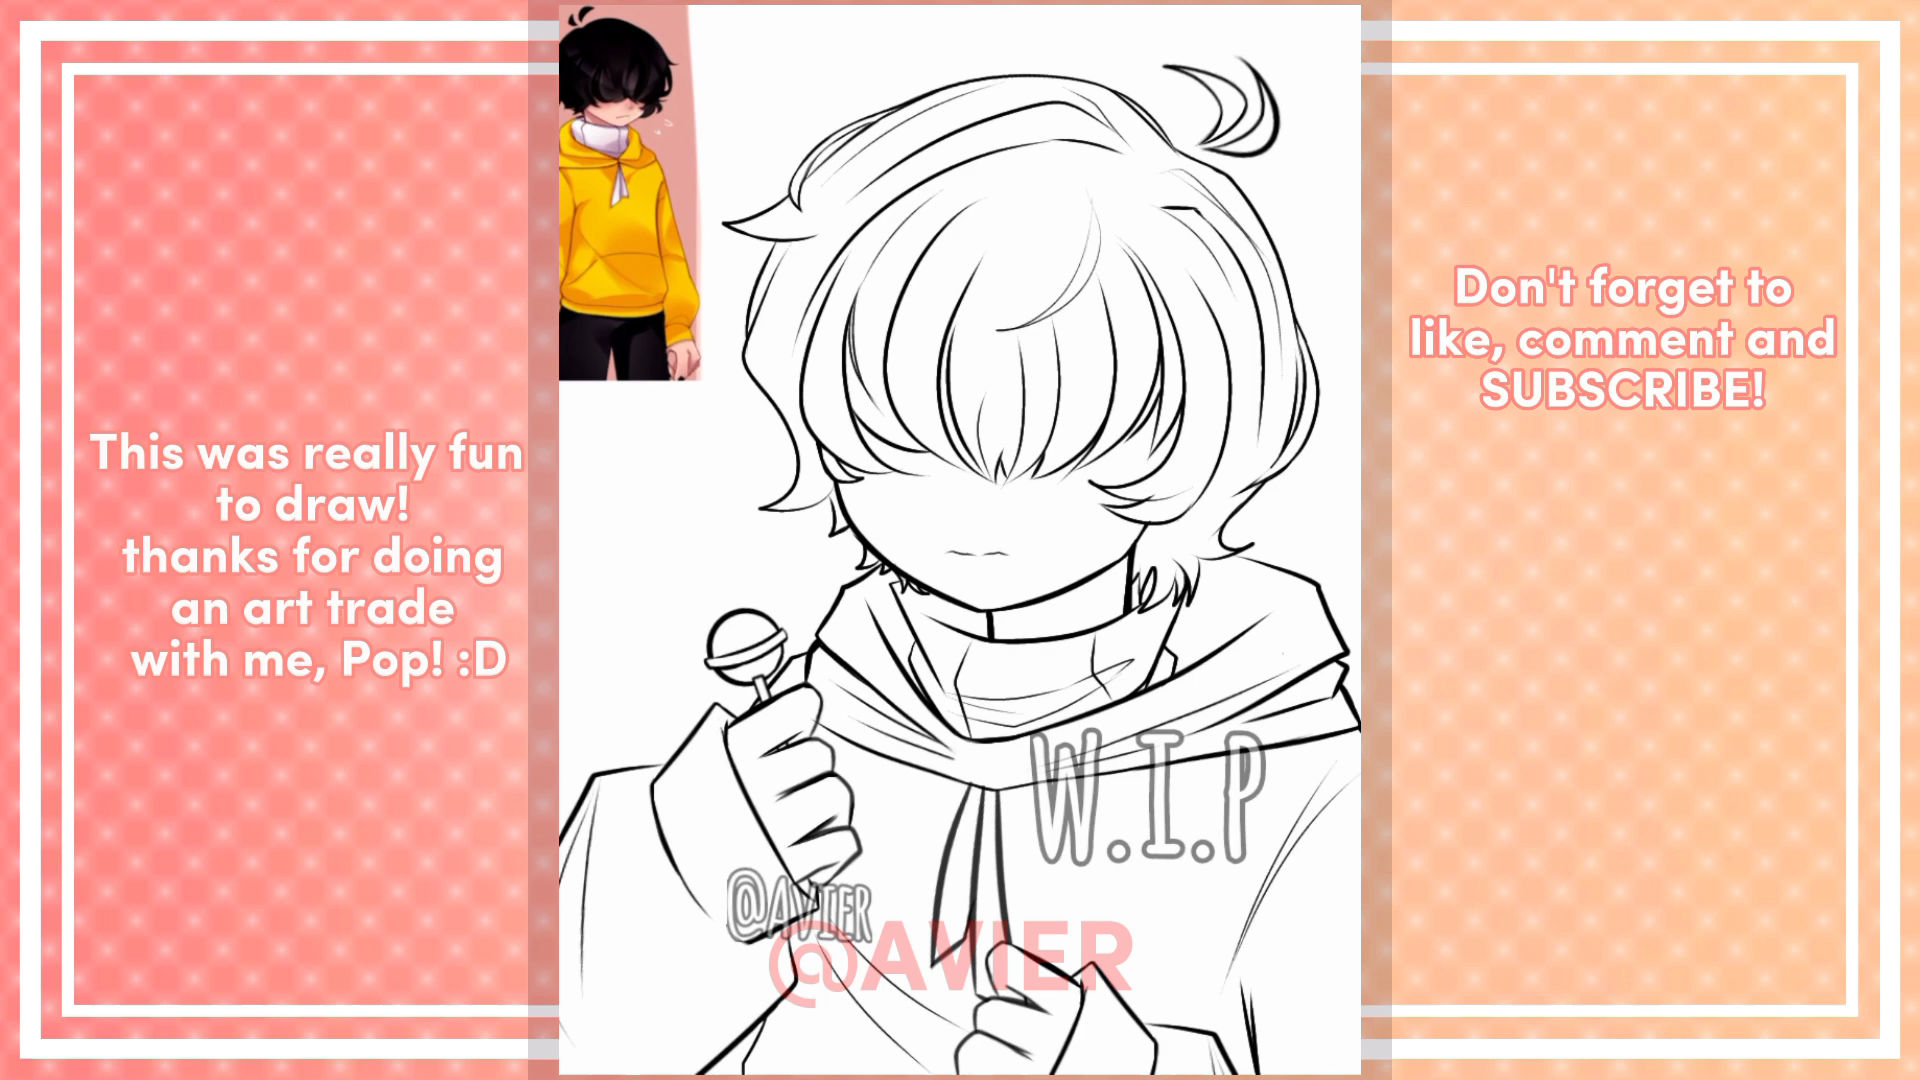 This was really fun
to draw!
thanks for doing
an art trade
with me, Pop! :D
Don't forget to
like, comment and
SUBSCRIBE!
W.I.P
@AVIER
@AVIER